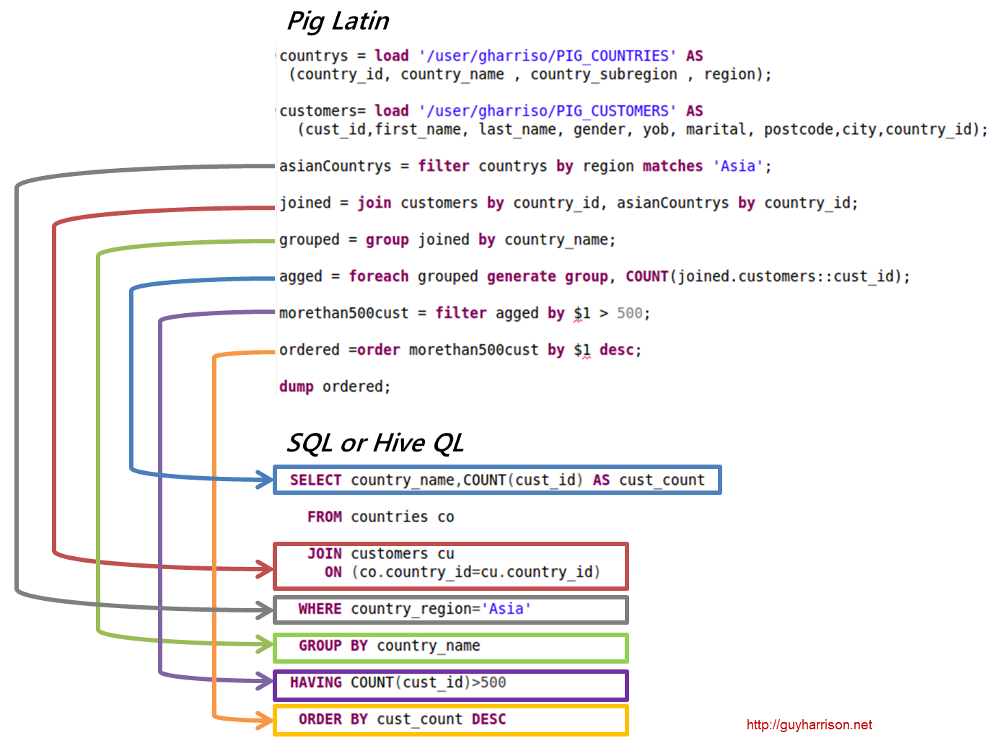 Pig Latin
countrys = load '/user/gharriso/PIG_COUNTRIES' AS
(country_id, country_name , country_subregion , region);
customers= load '/user/gharriso/PIG_CUSTOMERS' AS
(cust_id,first_name, last_name, gender, yob, marital, postcode,city,country_id);
asianCountrys = filter countrys by region matches 'Asia';
joined = join customers by country_id, asianCountrys by country_id;
grouped = group joined by country_name;
agged = foreach grouped generate group, COUNT(joined.customers::cust_id);
morethan500cust = filter agged by $1 > 500;
ordered =order morethan500cust by $1 desc;
dump ordered;
SQL or Hive QL
SELECT country_name,COUNT(cust_id) AS cust_count
FROM countries co
JOIN customers cu
ON (co.country_id=cu.country_id)
WHERE country_region='Asia'
GROUP BY country_name
HAVING COUNT(cust_id)>500
ORDER BY cust_count DESC
http://guyharrison.net